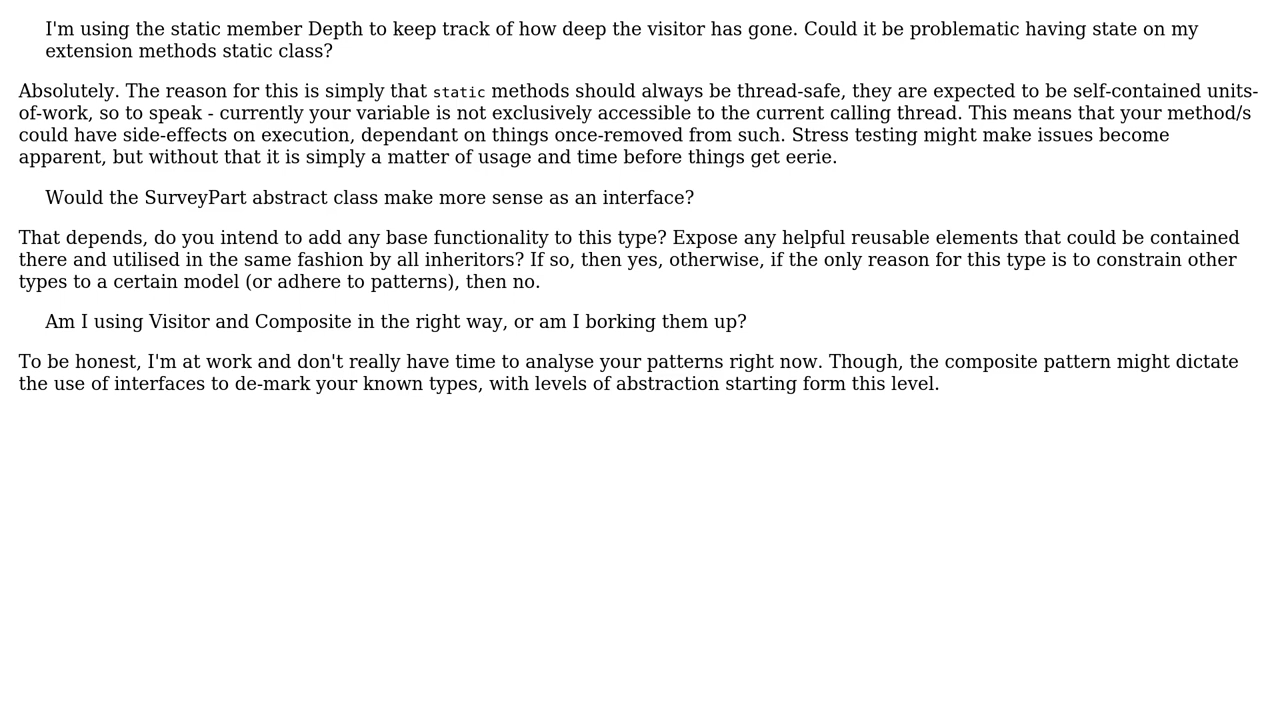 I'm using the static member Depth to keep track of how deep the visitor has gone. Could it be problematic having state on my
extension methods static class?
Absolutely. The reason for this is simply that static methods should always be thread-safe, they are expected to be self-contained units-
of-work, so to speak - currently your variable is not exclusively accessible to the current calling thread. This means that your method/s
could have side-effects on execution, dependant on things once-removed from such. Stress testing might make issues become
apparent, but without that it is simply a matter of usage and time before things get eerie.
Would the SurveyPart abstract class make more sense as an interface?
That depends, do you intend to add any base functionality to this type? Expose any helpful reusable elements that could be contained
there and utilised in the same fashion by all inheritors? If so, then yes, otherwise, if the only reason for this type is to constrain other
types to a certain model (or adhere to patterns), then no.
Am I using Visitor and Composite in the right way, or am I borking them up?
To be honest, I'm at work and don't really have time to analyse your patterns right now. Though, the composite pattern might dictate
the use of interfaces to de-mark your known types, with levels of abstraction starting form this level.